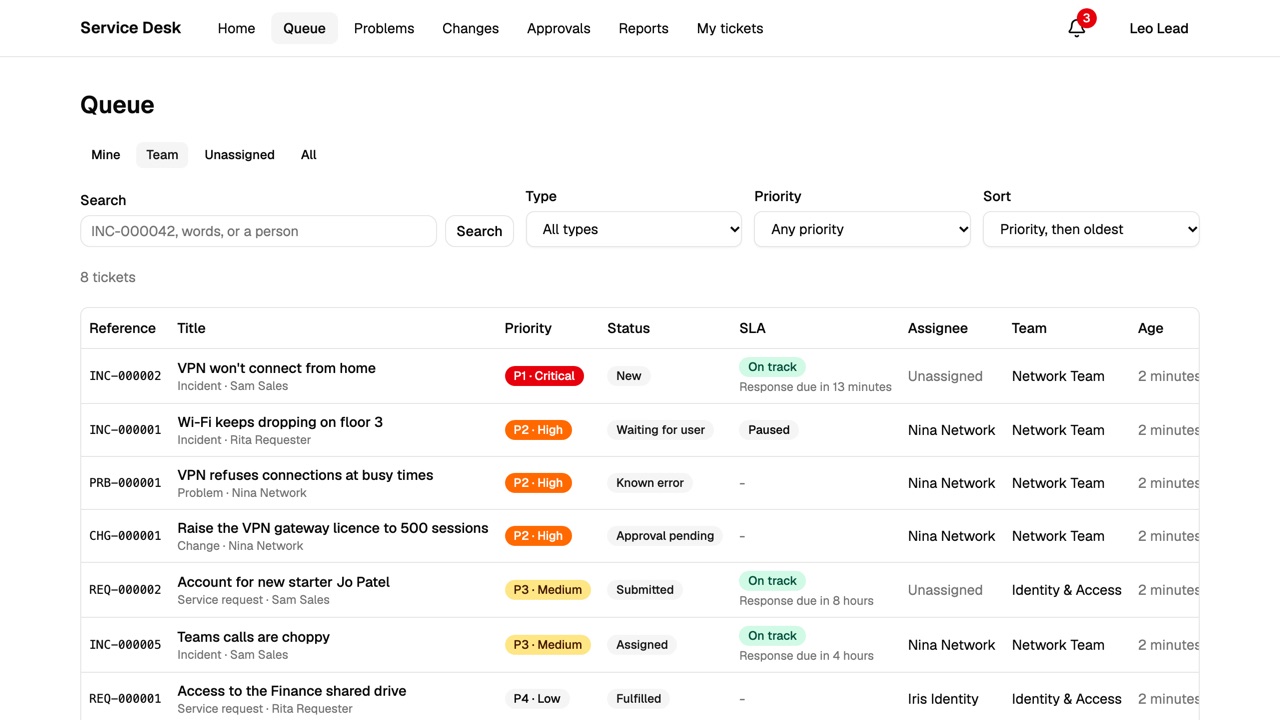 Service Desk Home Queue Problems Changes Approvals Reports My tickets 3 Leo Lead
Queue
Mine Team Unassigned All
Search Type Priority Sort
INC-000042, words, or a person Search All types Any priority Priority, then oldest
8 tickets
Reference Title Priority Status SLA Assignee Team Age
INC-000002 VPN won't connect from home P1 · Critical New On track Unassigned Network Team 2 minutes
Incident · Sam Sales Response due in 13 minutes
INC-000001 Wi-Fi keeps dropping on floor 3 P2 · High Waiting for user Paused Nina Network Network Team 2 minutes
Incident · Rita Requester
PRB-000001 VPN refuses connections at busy times P2 · High Known error - Nina Network Network Team 2 minutes
Problem · Nina Network
CHG-000001 Raise the VPN gateway licence to 500 sessions P2 · High Approval pending - Nina Network Network Team 2 minutes
Change · Nina Network
REQ-000002 Account for new starter Jo Patel P3 · Medium Submitted On track Unassigned Identity & Access 2 minutes
Service request · Sam Sales Response due in 8 hours
INC-000005 Teams calls are choppy P3 · Medium Assigned On track Nina Network Network Team 2 minutes
Incident · Sam Sales Response due in 4 hours
REQ-000001 Access to the Finance shared drive P4 · Low Fulfilled - Iris Identity Identity & Access 2 minutes
Service request · Rita Requester